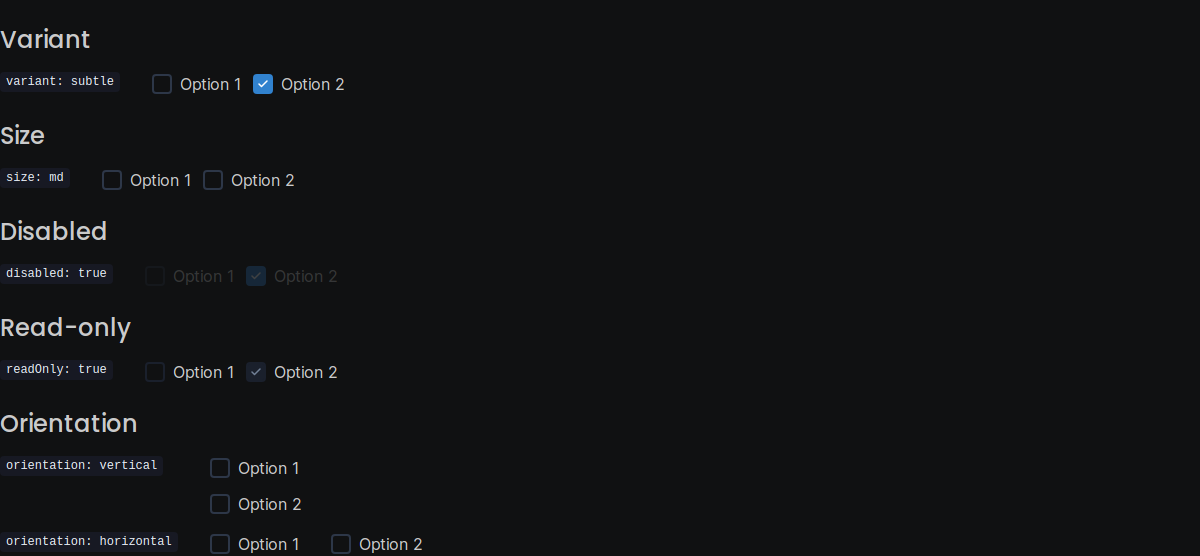 Variant
variant: subtle Option 1 Option 2
Size
size: md Option 1 Option 2
Disabled
disabled: true Option 1 Option 2
Read-only
readOnly: true Option 1 Option 2
Orientation
orientation: vertical Option 1
Option 2
orientation: horizontal Option 1 Option 2